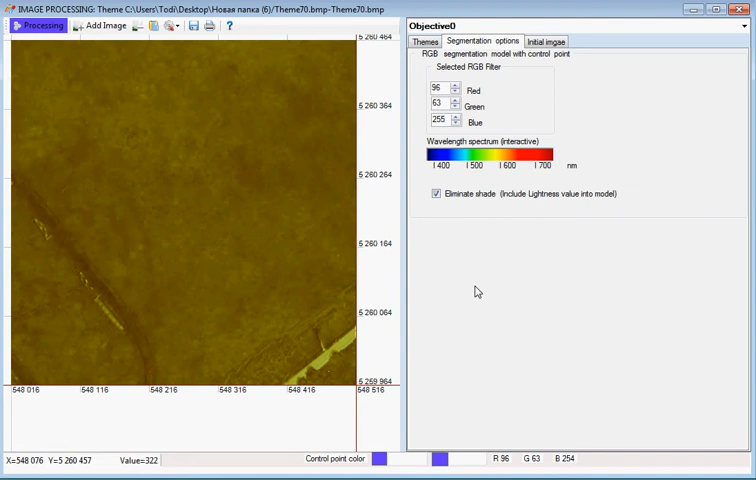 IMAGE PROCESSING: Theme C:\Users\Todi\Desktop\Новая папка (6)/Theme70.bmp-Theme70.bmp
Processing Add Image ?
Objective0
Themes Segmentation options Initial imgae
RGB segmentation model with control point
Selected RGB Filter
96 Red
63 Green
255 Blue
Wavelength spectrum (interactive)
400 500 600 700 nm
Eliminate shade (Include Lightness value into model)
5 260 464
5 260 364
5 260 264
5 260 164
5 260 064
5 259 964
548 016 548 116 548 216 548 316 548 416 548 516
X=548 076 Y=5 260 457 Value=322 Control point color R 96 G 63 B 254